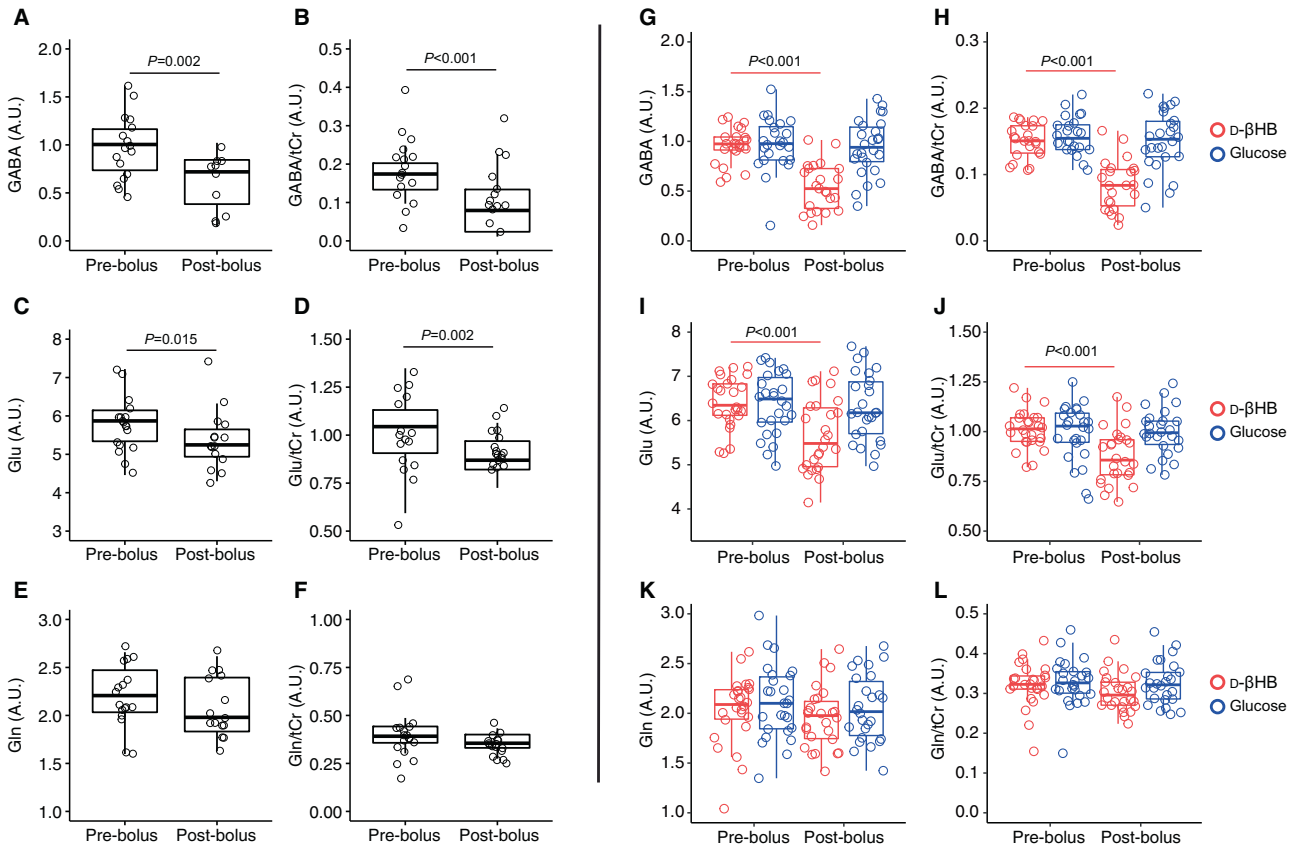 A
B
G
H
2.0
1.5
1.0
0.5
0.0
GABA (A.U.)
P=0.002
Pre-bolus
Post-bolus
0.5
0.4
0.3
0.2
0.1
0.0
GABA/tCr (A.U.)
P<0.001
Pre-bolus
Post-bolus
2.0
1.5
1.0
0.5
0.0
GABA (A.U.)
P<0.001
Pre-bolus
Post-bolus
0.3
0.2
0.1
0.0
GABA/tCr (A.U.)
P<0.001
Pre-bolus
Post-bolus
D-βHB
Glucose
C
D
I
J
8
7
6
5
4
3
Glu (A.U.)
P=0.015
Pre-bolus
Post-bolus
1.50
1.25
1.00
0.75
0.50
Glu/tCr (A.U.)
P=0.002
Pre-bolus
Post-bolus
8
7
6
5
4
Glu (A.U.)
P<0.001
Pre-bolus
Post-bolus
1.50
1.25
1.00
0.75
0.50
Glu/tCr (A.U.)
P<0.001
Pre-bolus
Post-bolus
D-βHB
Glucose
E
F
K
L
3.0
2.5
2.0
1.5
1.0
Gln (A.U.)
Pre-bolus
Post-bolus
1.00
0.75
0.50
0.25
0.00
Gln/tCr (A.U.)
Pre-bolus
Post-bolus
3.0
2.5
2.0
1.5
1.0
Gln (A.U.)
Pre-bolus
Post-bolus
0.5
0.4
0.3
0.2
0.1
0.0
Gln/tCr (A.U.)
Pre-bolus
Post-bolus
D-βHB
Glucose